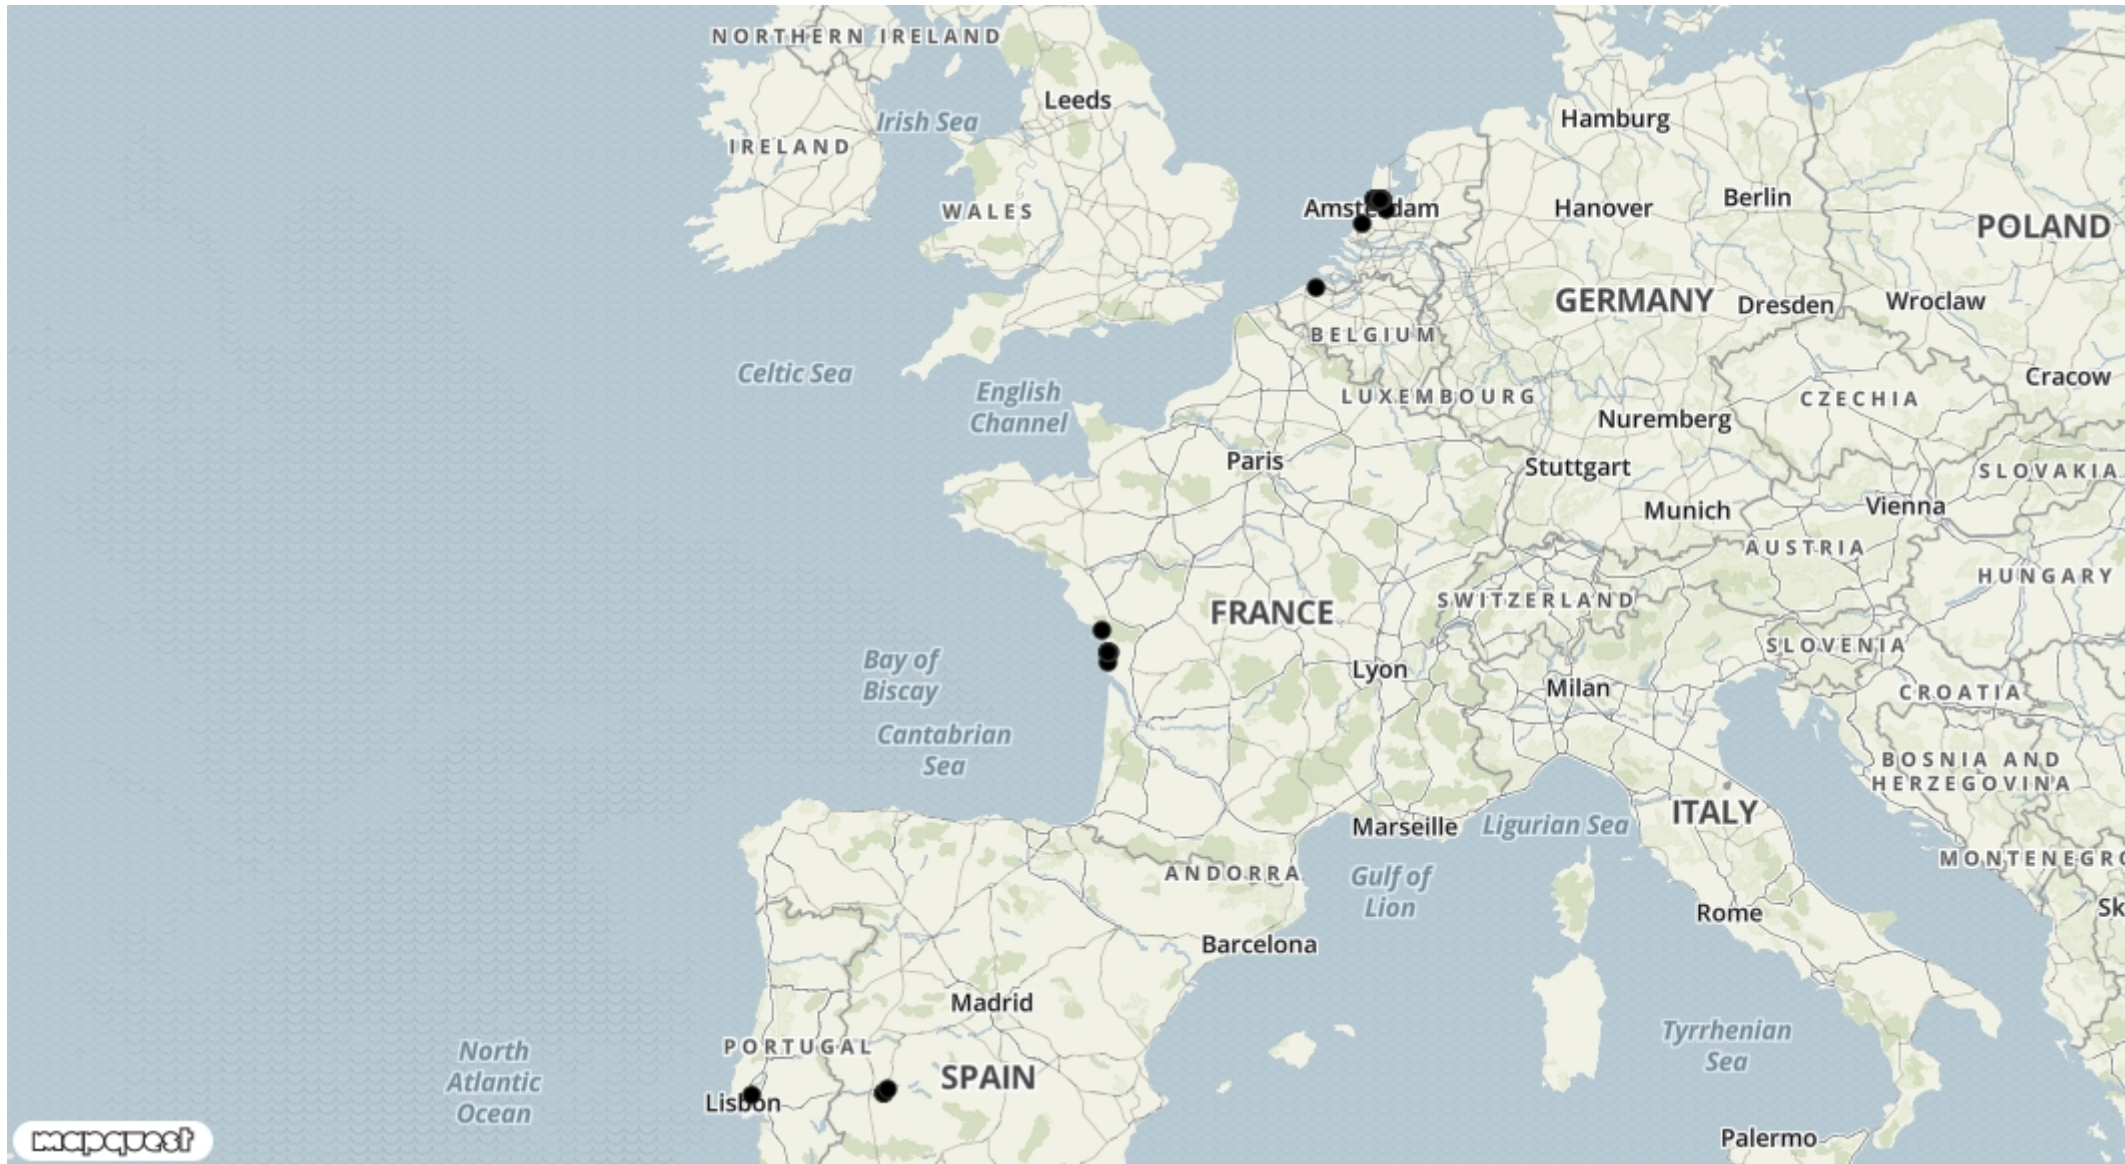 NORTHERN IRELAND
Leeds
Irish Sea
Hamburg
IRELAND
Berlin
WALES
Amsterdam
Hanover
POLAND
GERMANY
Dresden
Wroclaw
BELGIUM
Celtic Sea
English
Channel
LUXEMBOURG
Cracow
CZECHIA
Nuremberg
Paris
Stuttgart
SLOVAKIA
Munich
Vienna
AUSTRIA
HUNGARY
SWITZERLAND
FRANCE
SLOVENIA
Bay of
Biscay
Lyon
Milan
CROATIA
Cantabrian
Sea
BOSNIA AND
HERZEGOVINA
ITALY
Marseille
Ligurian Sea
MONTENEGRO
ANDORRA
Gulf of
Lion
Rome
Sk
Barcelona
Madrid
Tyrrhenian
Sea
PORTUGAL
North
Atlantic
Ocean
SPAIN
Lisbon
mapquest
Palermo